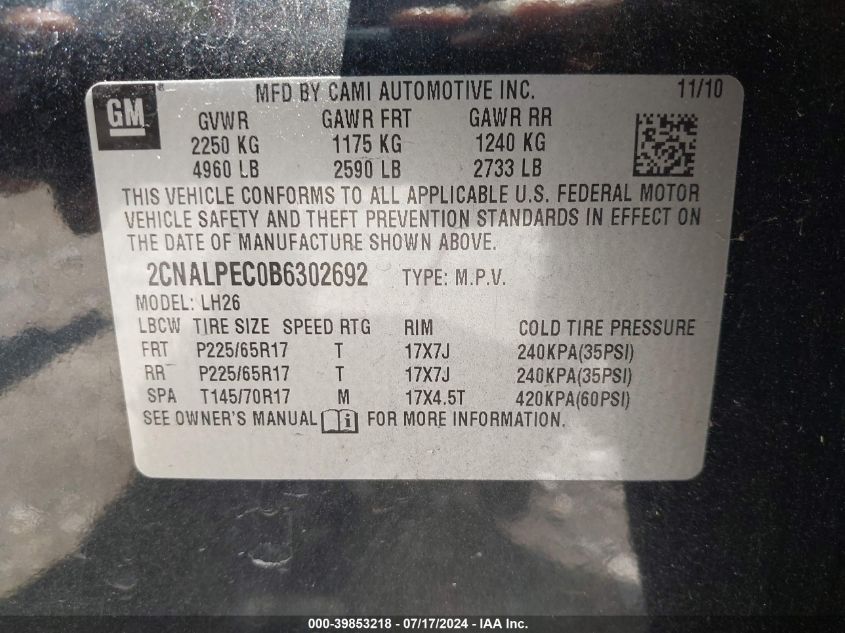 GM
MFD BY CAMI AUTOMOTIVE INC. 11/10
GVWR GAWR FRT GAWR RR
2250 KG 1175 KG 1240 KG
4960 LB 2590 LB 2733 LB
THIS VEHICLE CONFORMS TO ALL APPLICABLE U.S. FEDERAL MOTOR
VEHICLE SAFETY AND THEFT PREVENTION STANDARDS IN EFFECT ON
THE DATE OF MANUFACTURE SHOWN ABOVE.
2CNALPEC0B6302692 TYPE: M.P.V.
MODEL: LH26
LBCW TIRE SIZE SPEED RTG RIM COLD TIRE PRESSURE
FRT P225/65R17 T 17X7J 240KPA(35PSI)
RR P225/65R17 T 17X7J 240KPA(35PSI)
SPA T145/70R17 M 17X4.5T 420KPA(60PSI)
SEE OWNER'S MANUAL i FOR MORE INFORMATION.
000-39853218 - 07/17/2024 - IAA Inc.